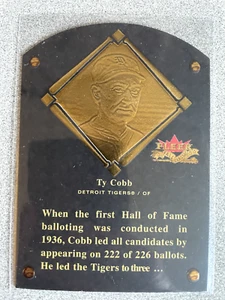 Ty Cobb
DETROIT TIGERS® / OF
FLEER
When the first Hall of Fame
balloting was conducted in
1936, Cobb led all candidates by
appearing on 222 of 226 ballots.
He led the Tigers to three ...